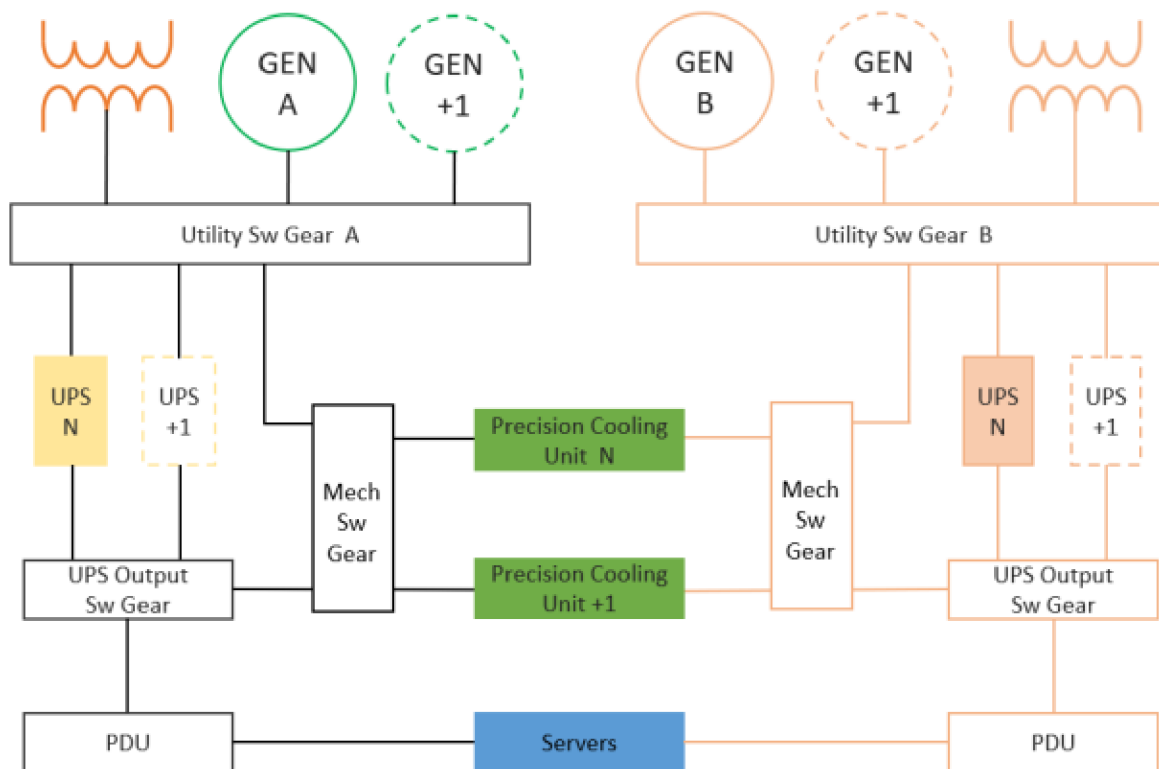 GEN
A
GEN
+1
GEN
B
GEN
+1
Utility Sw Gear A
Utility Sw Gear B
UPS
N
UPS
+1
UPS
N
UPS
+1
Precision Cooling
Unit N
Mech
Sw
Gear
Mech
Sw
Gear
Precision Cooling
Unit +1
UPS Output
Sw Gear
UPS Output
Sw Gear
PDU
Servers
PDU